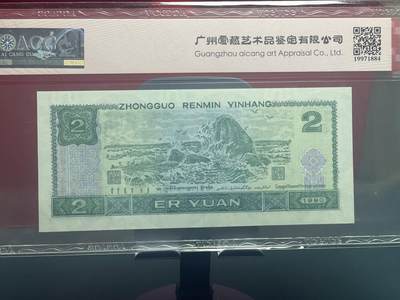 广州爱藏艺术品鉴定有限公司
Guangzhou aicang art Appraisal Co., Ltd.
19971884
ZHONGGUO RENMIN YINHANG
2
2
2
ER YUAN